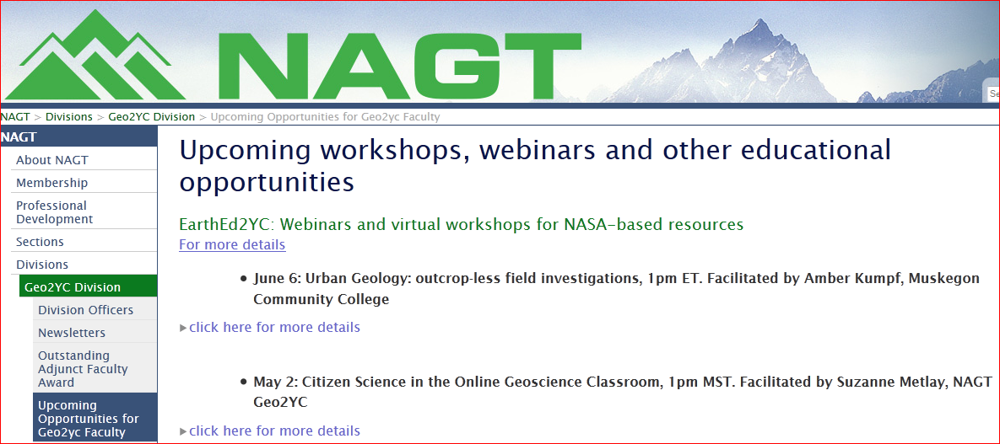 NAGT
Se
NAGT > Divisions > Geo2YC Division > Upcoming Opportunities for Geo2yc Faculty
NAGT
About NAGT
Membership
Professional
Development
Sections
Divisions
Geo2YC Division
Division Officers
Newsletters
Outstanding
Adjunct Faculty
Award
Upcoming
Opportunities for
Geo2yc Faculty
Upcoming workshops, webinars and other educational
opportunities
EarthEd2YC: Webinars and virtual workshops for NASA-based resources
For more details
• June 6: Urban Geology: outcrop-less field investigations, 1pm ET. Facilitated by Amber Kumpf, Muskegon
Community College
▸click here for more details
• May 2: Citizen Science in the Online Geoscience Classroom, 1pm MST. Facilitated by Suzanne Metlay, NAGT
Geo2YC
▸click here for more details